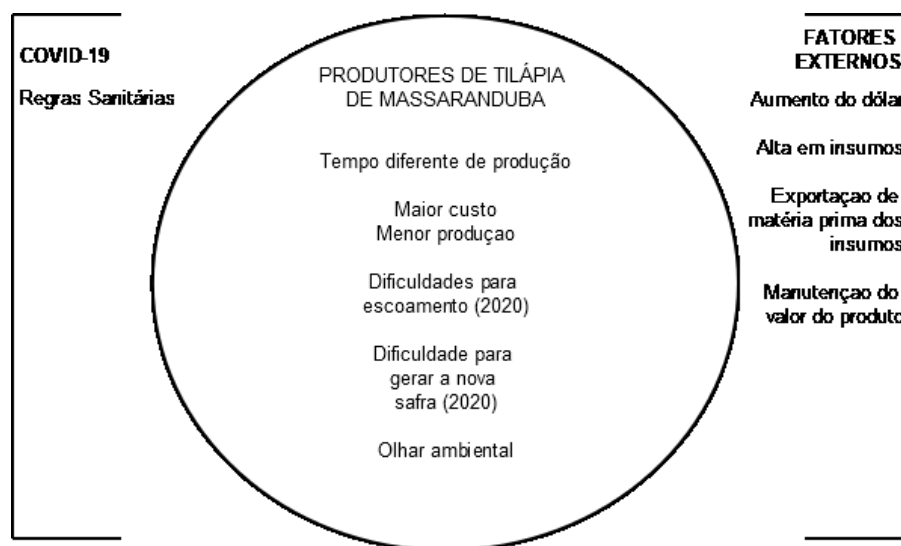 COVID-19
Regras Sanitárias
PRODUTORES DE TILÁPIA
DE MASSARANDUBA
Tempo diferente de produção
Maior custo
Menor produçao
Dificuldades para
escoamento (2020)
Dificuldade para
gerar a nova
safra (2020)
Olhar ambiental
FATORES
EXTERNOS
Aumento do dólar
Alta em insumos
Exportaçao de
matéria prima dos
insumos
Manutençao do
valor do produto